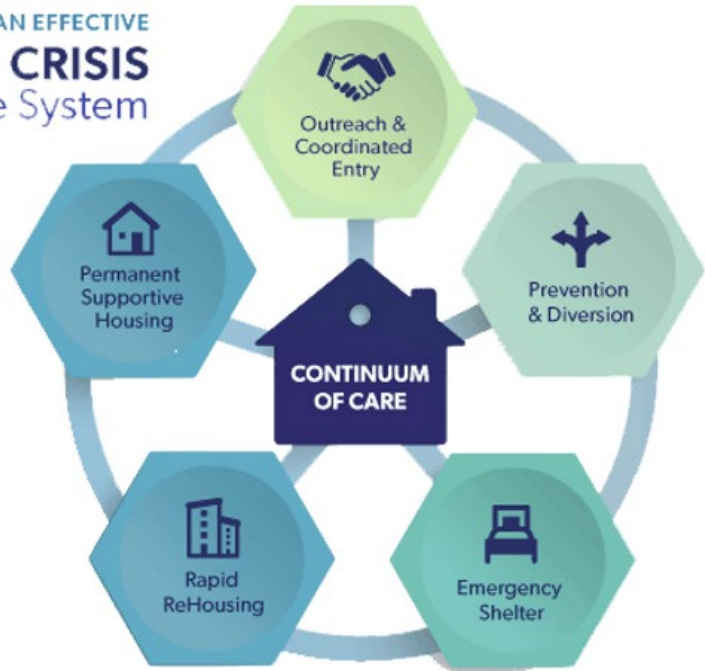 AN EFFECTIVE
CRISIS
System
Outreach &
Coordinated
Entry
Prevention
& Diversion
Emergency
Shelter
Rapid
ReHousing
Permanent
Supportive
Housing
CONTINUUM
OF CARE